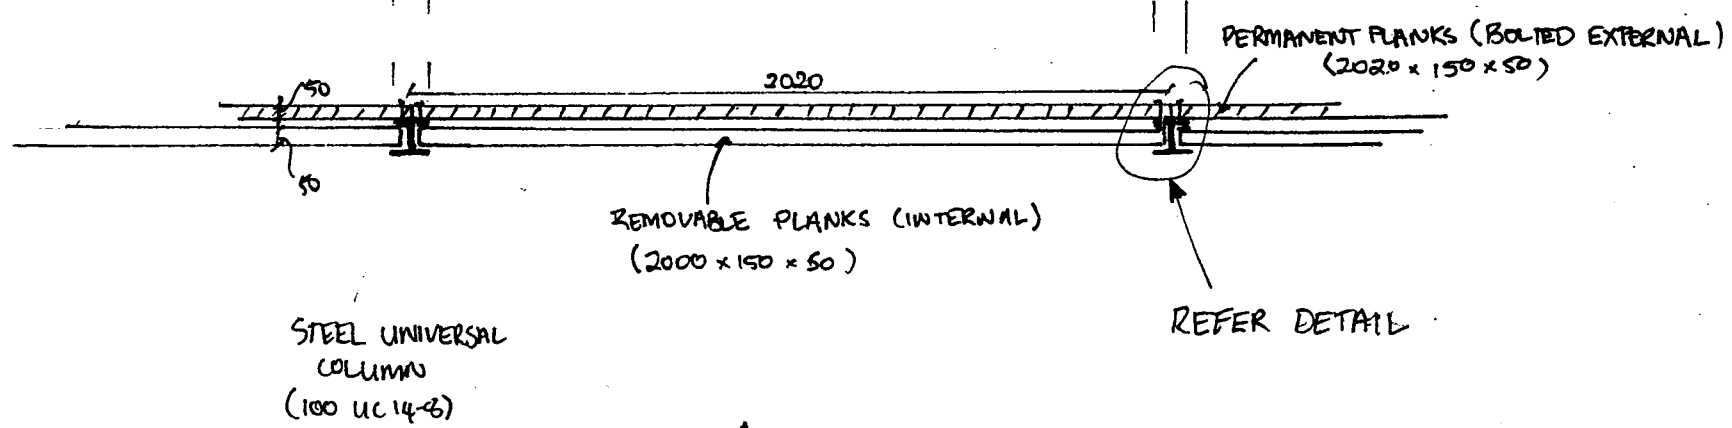 PERMANENT PLANKS (BOLTED EXTERNAL)
(2020 x 150 x 50)
2020
50
50
REMOVABLE PLANKS (INTERNAL)
(2000 x 150 x 50)
REFER DETAIL
STEEL UNIVERSAL
COLUMN
(100 UC 14-8)